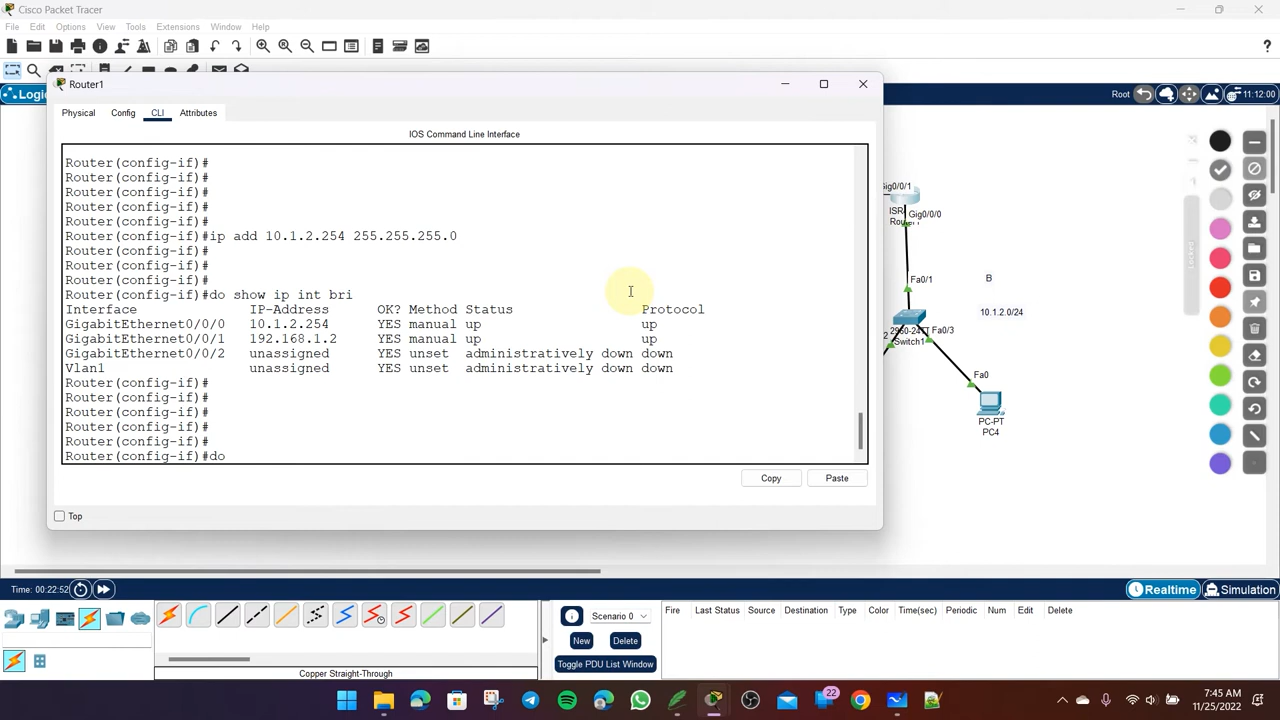 Cisco Packet Tracer
File Edit Options View Tools Extensions Window Help
Logi
Root
11:12:00
Router1
Physical Config CLI Attributes
IOS Command Line Interface
Router(config-if)#
Router(config-if)#
Router(config-if)#
Router(config-if)#
Router(config-if)#
Router(config-if)#ip add 10.1.2.254 255.255.255.0
Router(config-if)#
Router(config-if)#
Router(config-if)#
Router(config-if)#do show ip int bri
Interface IP-Address OK? Method Status Protocol
GigabitEthernet0/0/0 10.1.2.254 YES manual up up
GigabitEthernet0/0/1 192.168.1.2 YES manual up up
GigabitEthernet0/0/2 unassigned YES unset administratively down down
Vlan1 unassigned YES unset administratively down down
Router(config-if)#
Router(config-if)#
Router(config-if)#
Router(config-if)#
Router(config-if)#
Router(config-if)#do
Copy Paste
Top
Gig0/0/1
ISR
Gig0/0/0
Fa0/1
B
10.1.2.0/24
Fa0/3
Switch1
Fa0
PC-PT
PC4
Time: 00:22:52
Realtime Simulation
Scenario 0
New Delete
Toggle PDU List Window
Fire Last Status Source Destination Type Color Time(sec) Periodic Num Edit Delete
Copper Straight-Through
22
7:45 AM
11/25/2022